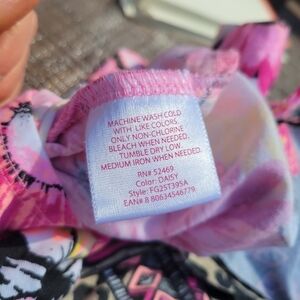 MACHINE WASH COLD
WITH LIKE COLORS.
ONLY NON-CHLORINE
BLEACH WHEN NEEDED.
TUMBLE DRY LOW.
MEDIUM IRON WHEN NEEDED.
RN# 52469
Color: DAISY
Style: FG25T395A
EAN# 8 80634546779